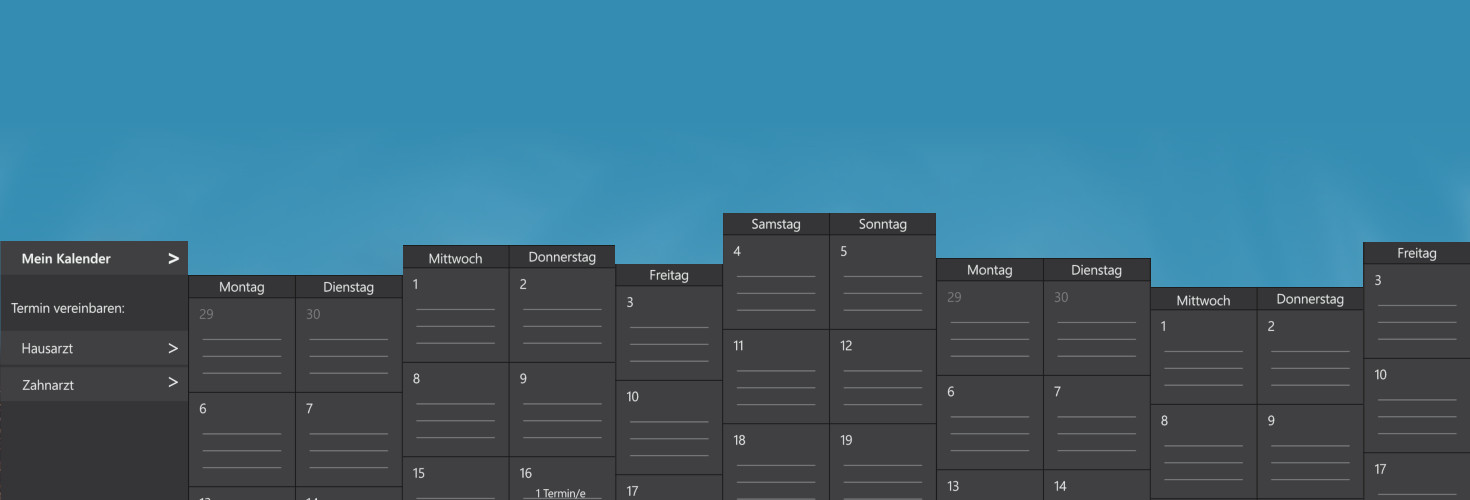 Mein Kalender >
Termin vereinbaren:
Hausarzt >
Zahnarzt >
Montag Dienstag
29 30
6 7
13 14
Mittwoch Donnerstag
1 2
8 9
15 16
1 Termin/e
Freitag
3
10
17
Samstag Sonntag
4 5
11 12
18 19
Montag Dienstag
29 30
6 7
13 14
Mittwoch Donnerstag
1 2
8 9
Freitag
3
10
17